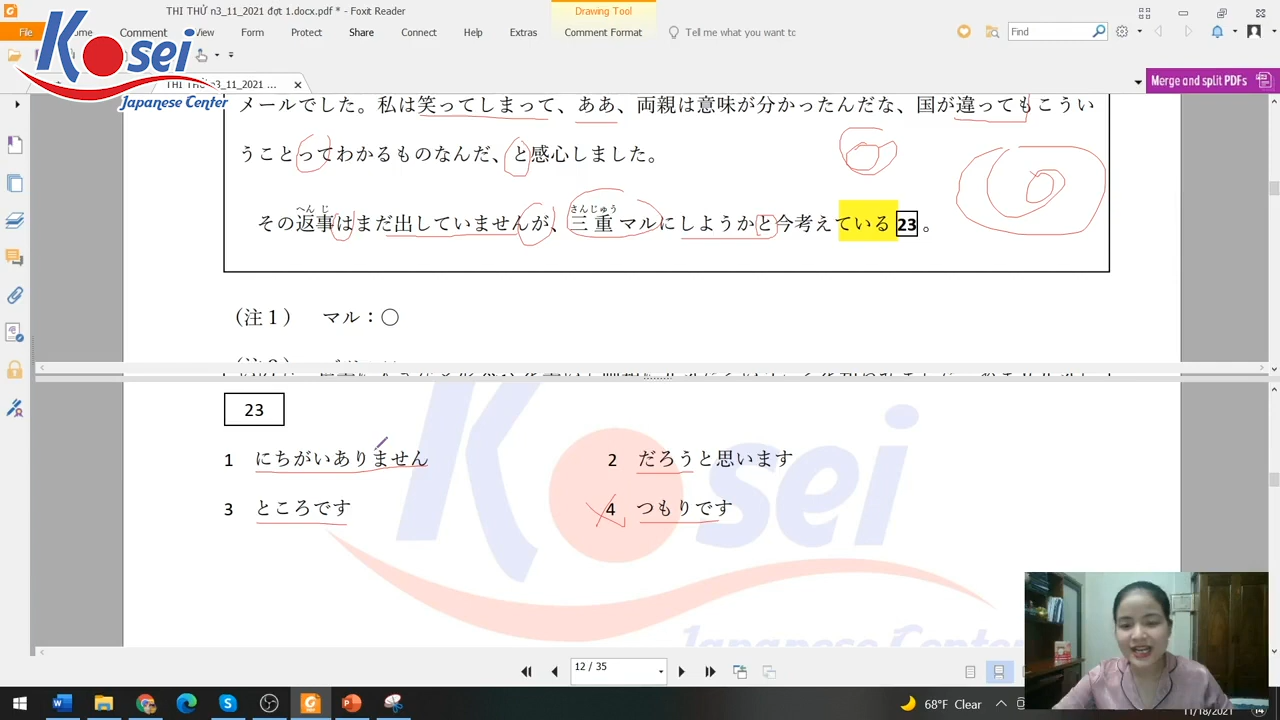 THI THỬ n3_11_2021 đợt 1.docx.pdf * - Foxit Reader
Drawing Tool
File
Home
Comment
View
Form
Protect
Share
Connect
Help
Extras
Comment Format
Tell me what you want to
Find
Kosei
Japanese Center
THI THỬ n3_11_2021 ...
Merge and split PDFs
メールでした。私は笑ってしまって、ああ、両親は意味が分かったんだな、国が違ってもこうい
うことってわかるものなんだ、と感心しました。
その返事はまだ出していませんが、三重マルにしようかと今考えている 23 。
へん じ
さんじゅう
（注１） マル：○
23
1 にちがいありません
2 だろうと思います
3 ところです
4 つもりです
Kosei
Japanese Center
12 / 35
68°F Clear
11/18/2021
14